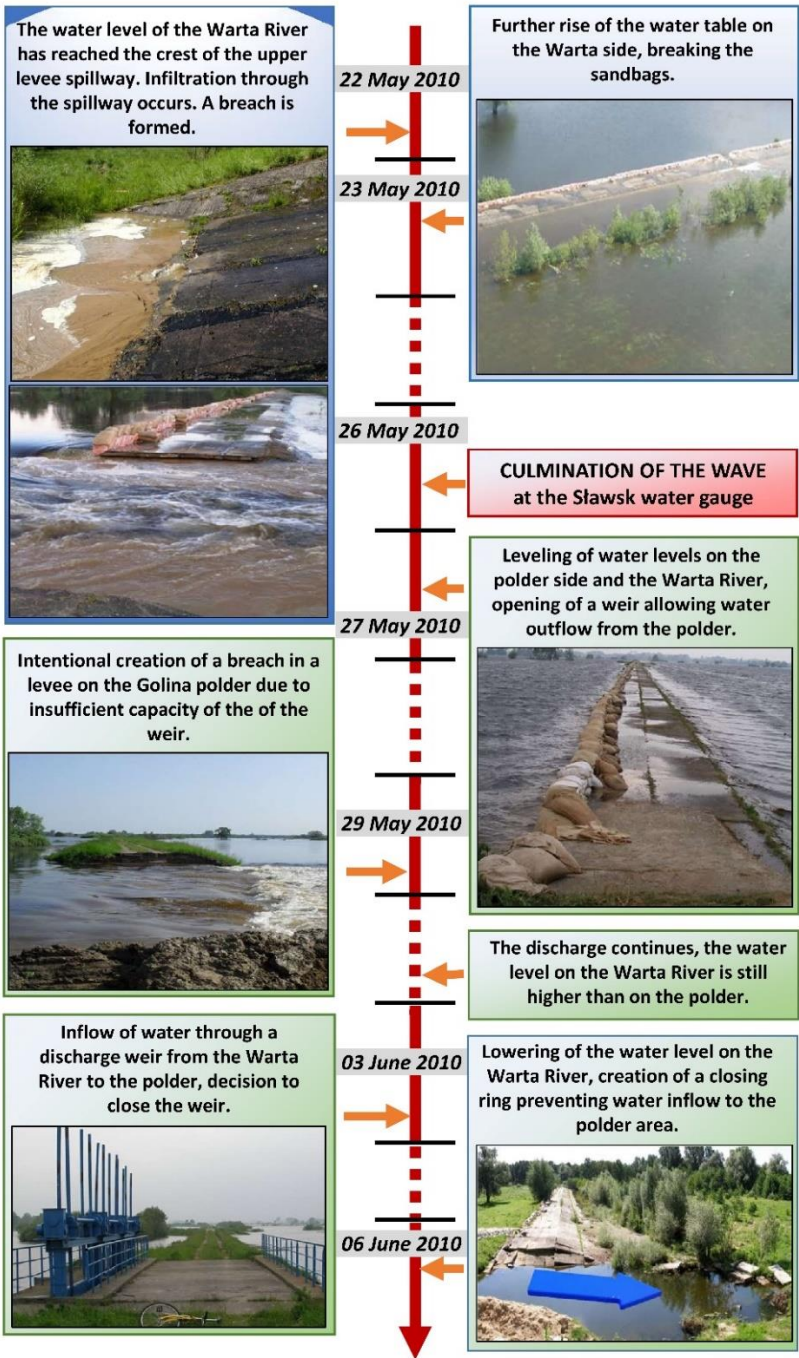 The water level of the Warta River
has reached the crest of the upper
levee spillway. Infiltration through
the spillway occurs. A breach is
formed.
22 May 2010
Further rise of the water table on
the Warta side, breaking the
sandbags.
23 May 2010
26 May 2010
CULMINATION OF THE WAVE
at the Sławsk water gauge
Leveling of water levels on the
polder side and the Warta River,
opening of a weir allowing water
outflow from the polder.
27 May 2010
Intentional creation of a breach in a
levee on the Golina polder due to
insufficient capacity of the of the
weir.
29 May 2010
The discharge continues, the water
level on the Warta River is still
higher than on the polder.
Inflow of water through a
discharge weir from the Warta
River to the polder, decision to
close the weir.
03 June 2010
Lowering of the water level on the
Warta River, creation of a closing
ring preventing water inflow to the
polder area.
06 June 2010